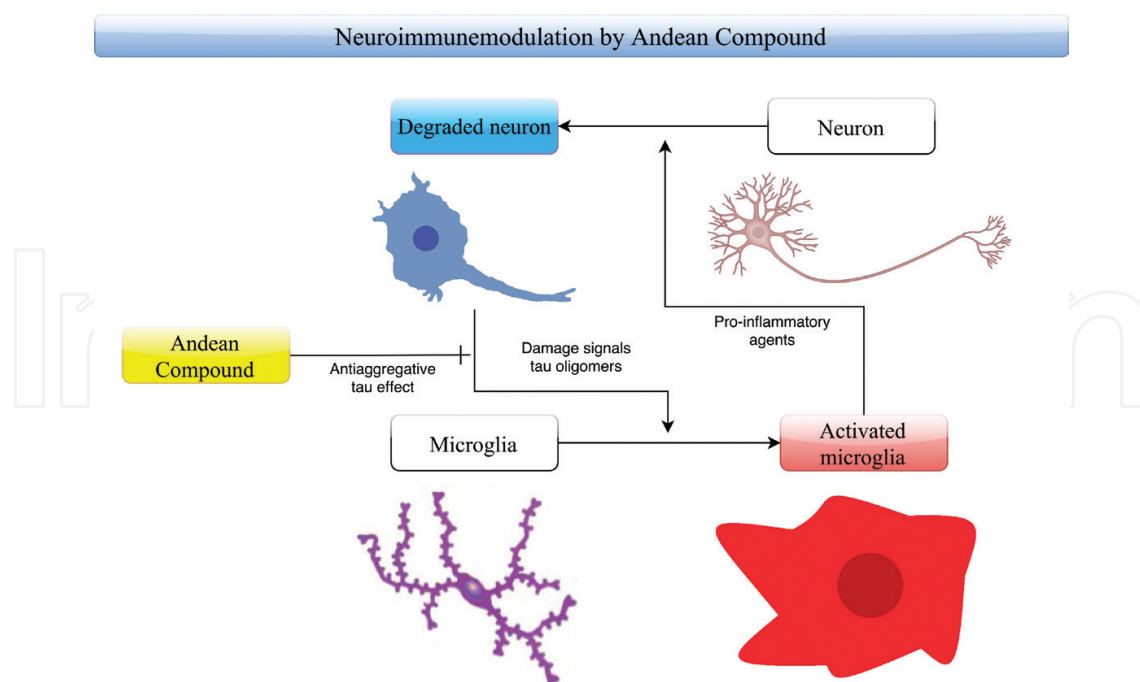 Neuroimmunemodulation by Andean Compound
Degraded neuron
Neuron
Pro-inflammatory
agents
Andean
Compound
Antiaggregative
tau effect
Damage signals
tau oligomers
Microglia
Activated
microglia